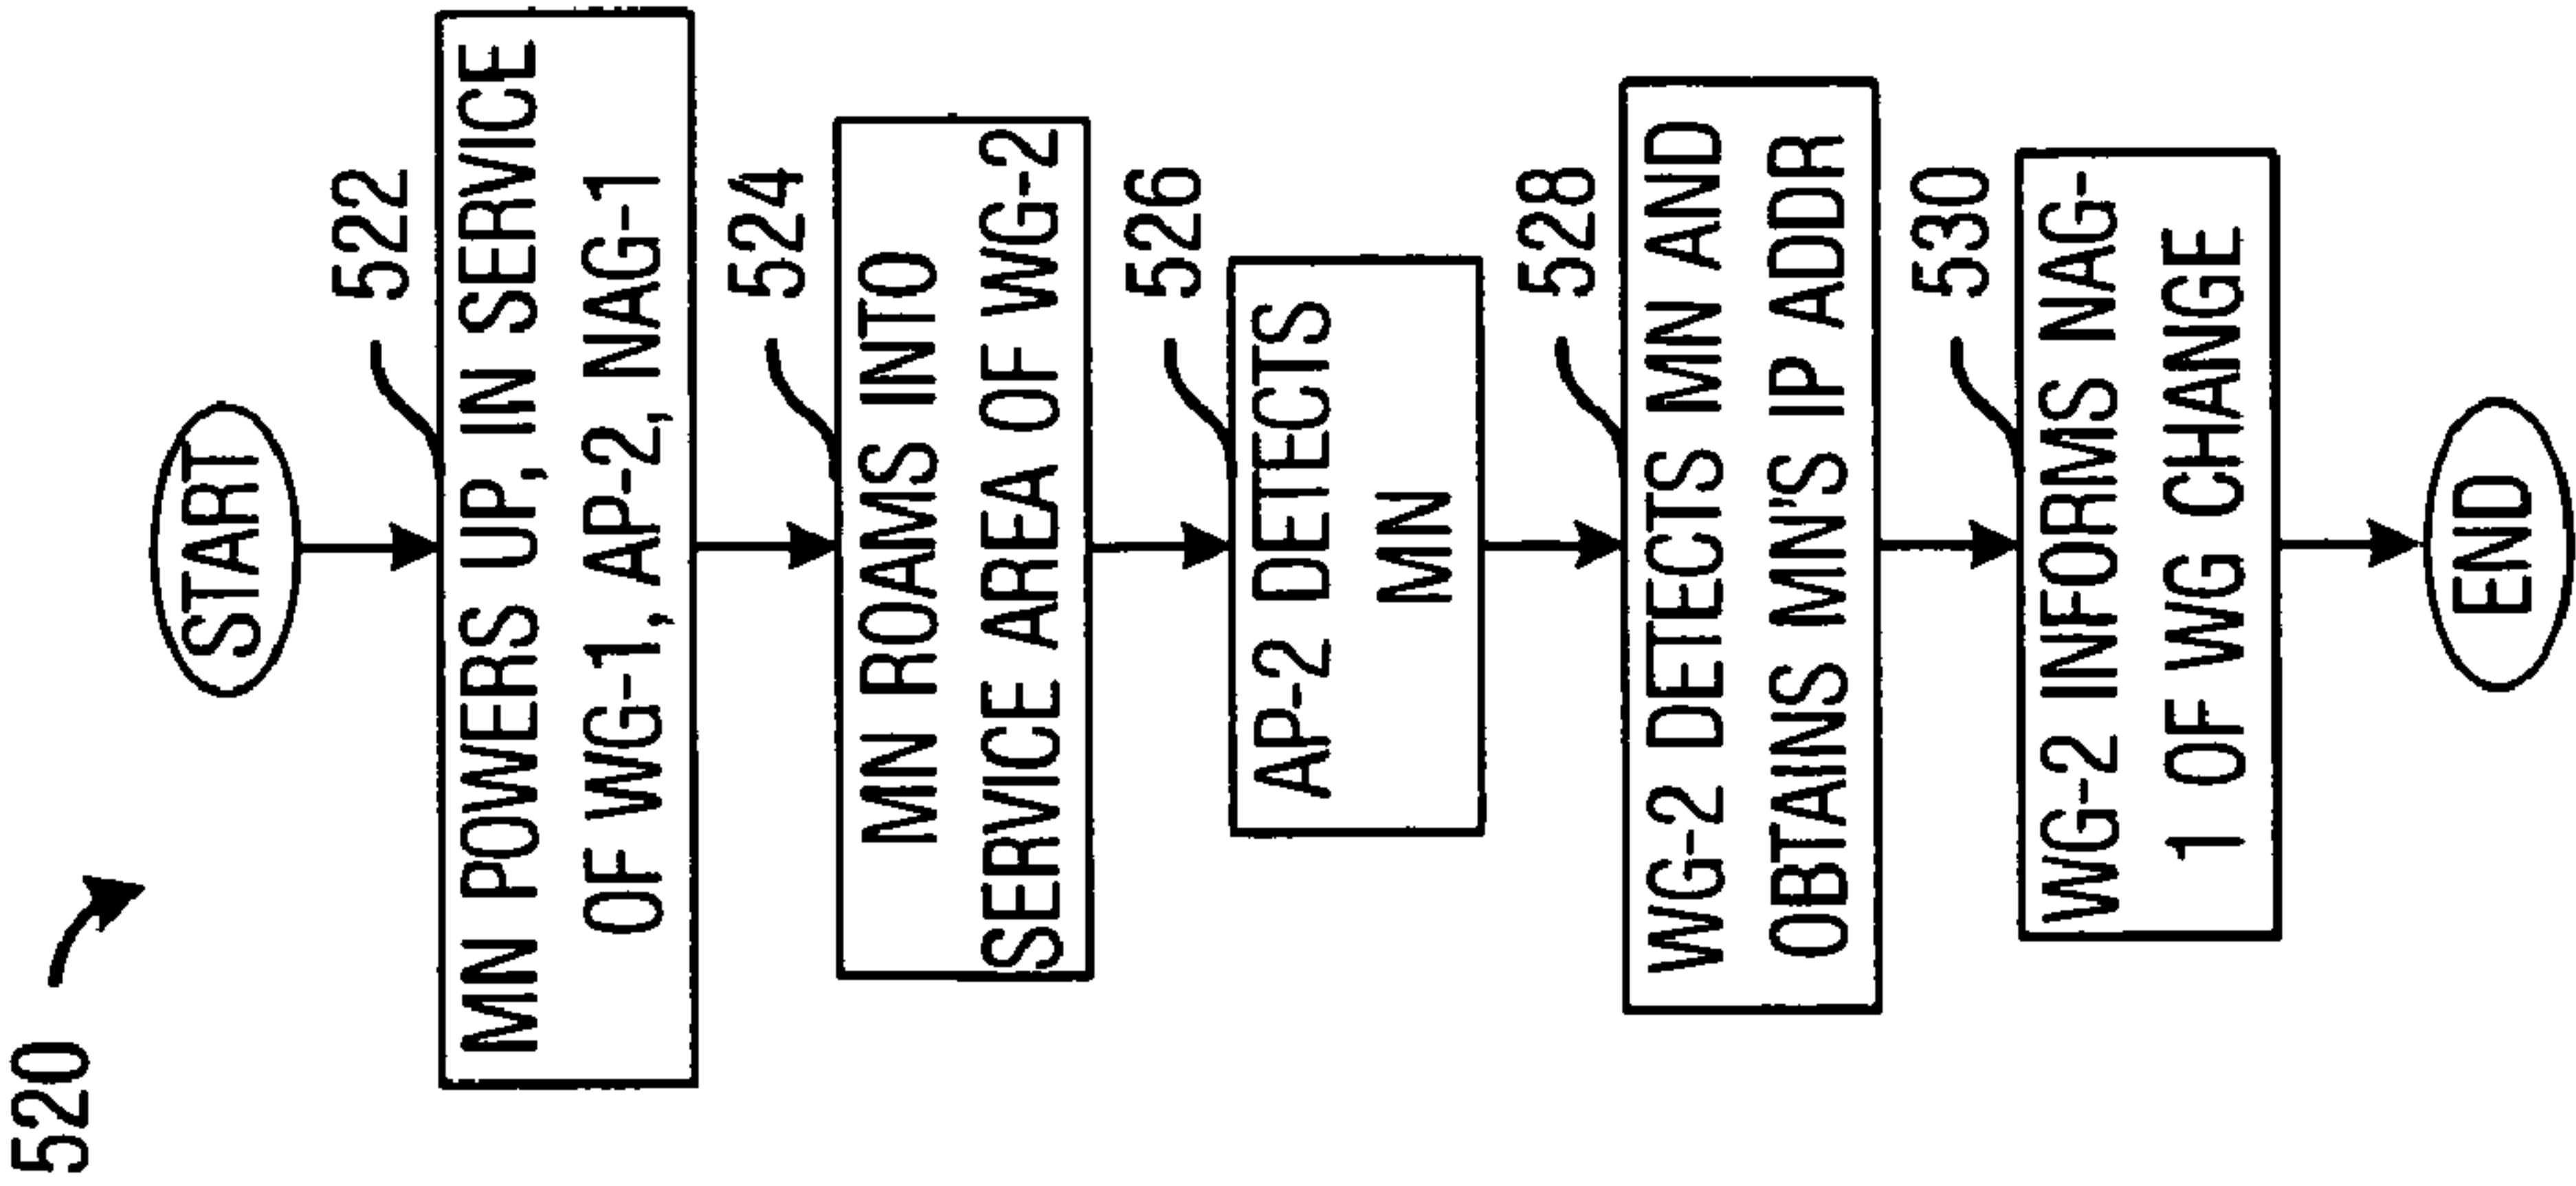 520
START
522
MN POWERS UP, IN SERVICE
OF WG-1, AP-2, NAG-1
524
MN ROAMS INTO
SERVICE AREA OF WG-2
526
AP-2 DETECTS
MN
528
WG-2 DETECTS MN AND
OBTAINS MN'S IP ADDR
530
WG-2 INFORMS NAG-
1 OF WG CHANGE
END